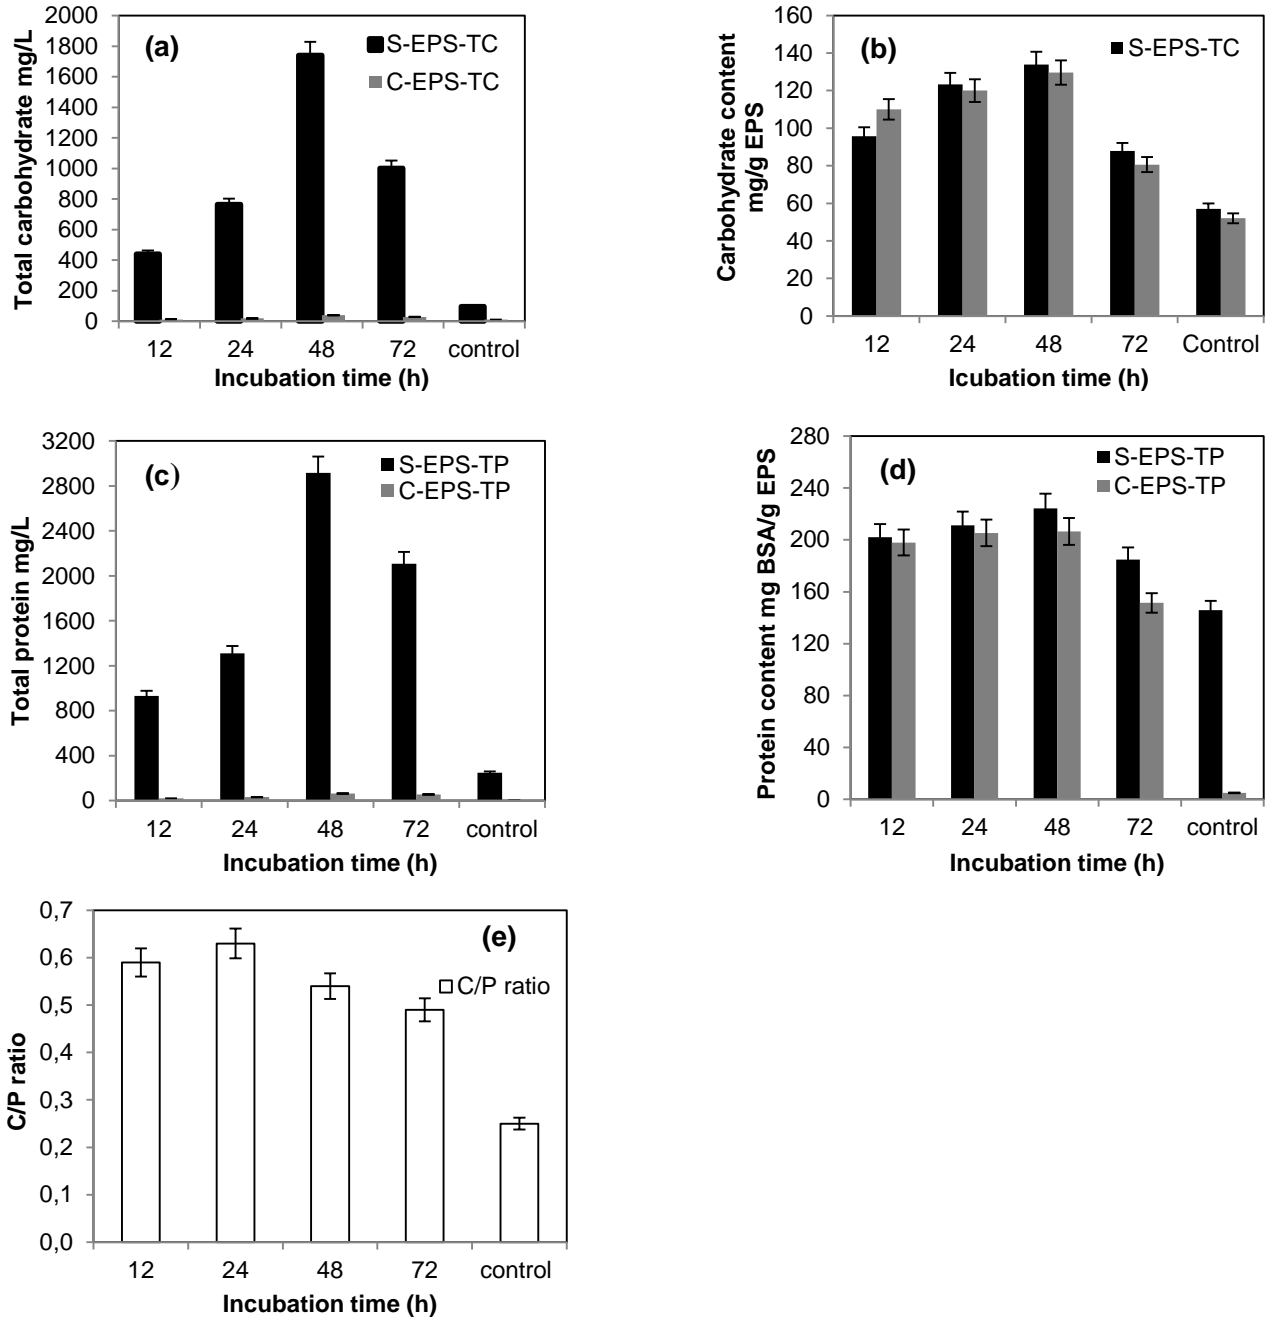 (a)
S-EPS-TC
C-EPS-TC
Total carbohydrate mg/L
2000
1800
1600
1400
1200
1000
800
600
400
200
0
12 24 48 72 control
Incubation time (h)
(b)
S-EPS-TC
Carbohydrate content
mg/g EPS
160
140
120
100
80
60
40
20
0
12 24 48 72 Control
Icubation time (h)
(c)
S-EPS-TP
C-EPS-TP
Total protein mg/L
3200
2800
2400
2000
1600
1200
800
400
0
12 24 48 72 control
Incubation time (h)
(d)
S-EPS-TP
C-EPS-TP
Protein content mg BSA/g EPS
280
240
200
160
120
80
40
0
12 24 48 72 control
Incubation time (h)
(e)
C/P ratio
C/P ratio
0,7
0,6
0,5
0,4
0,3
0,2
0,1
0,0
12 24 48 72 control
Incubation time (h)